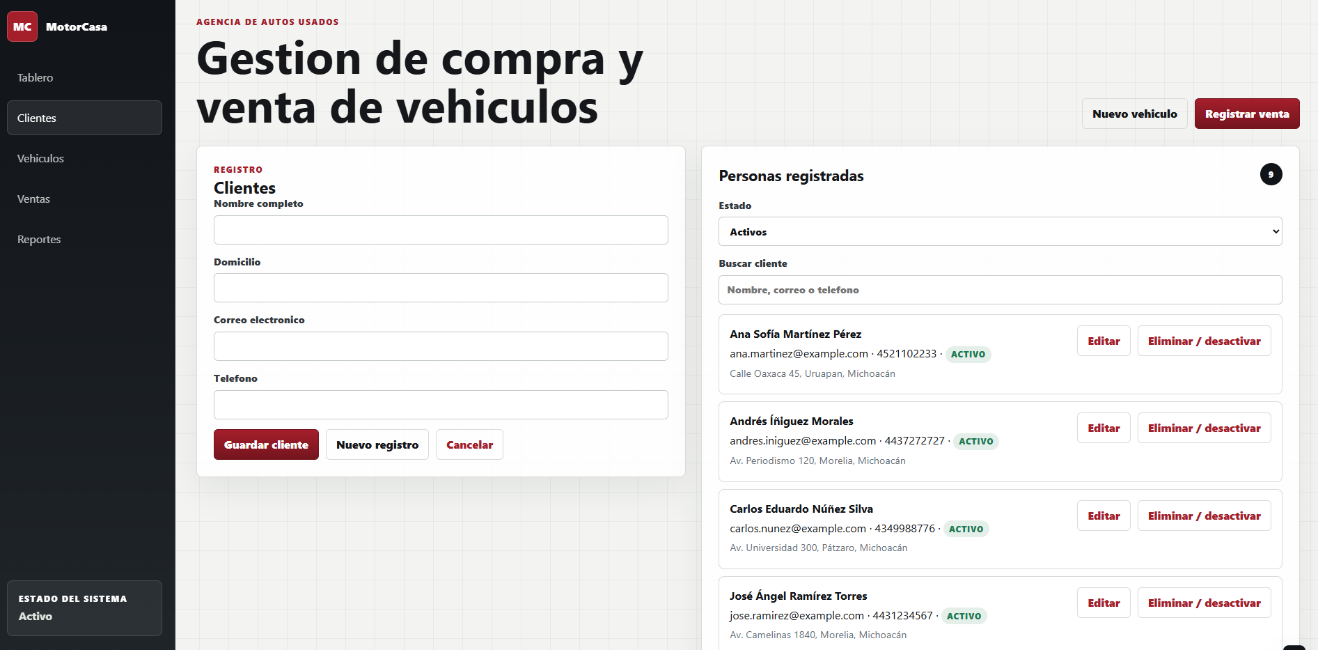 MC MotorCasa
Tablero
Clientes
Vehiculos
Ventas
Reportes
ESTADO DEL SISTEMA
Activo
AGENCIA DE AUTOS USADOS
Gestion de compra y
venta de vehiculos
Nuevo vehiculo
Registrar venta
REGISTRO
Clientes
Nombre completo
Domicilio
Correo electronico
Telefono
Guardar cliente
Nuevo registro
Cancelar
Personas registradas
9
Estado
Activos
Buscar cliente
Nombre, correo o telefono
Ana Sofía Martínez Pérez
ana.martinez@example.com · 4521102233 · ACTIVO
Calle Oaxaca 45, Uruapan, Michoacán
Editar
Eliminar / desactivar
Andrés Íñiguez Morales
andres.iniguez@example.com · 4437272727 · ACTIVO
Av. Periodismo 120, Morelia, Michoacán
Editar
Eliminar / desactivar
Carlos Eduardo Núñez Silva
carlos.nunez@example.com · 4349988776 · ACTIVO
Av. Universidad 300, Pátzaro, Michoacán
Editar
Eliminar / desactivar
José Ángel Ramírez Torres
jose.ramirez@example.com · 4431234567 · ACTIVO
Av. Camelinas 1840, Morelia, Michoacán
Editar
Eliminar / desactivar